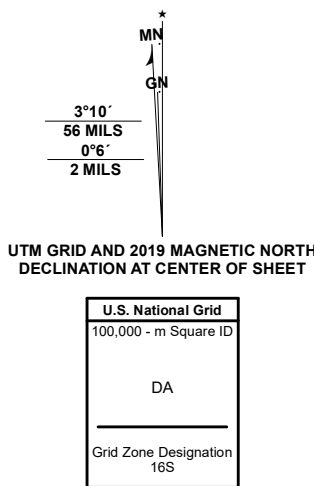 ★
MN
GN
3°10´
56 MILS
0°6´
2 MILS
UTM GRID AND 2019 MAGNETIC NORTH
DECLINATION AT CENTER OF SHEET
U.S. National Grid
100,000 - m Square ID
DA
Grid Zone Designation
16S